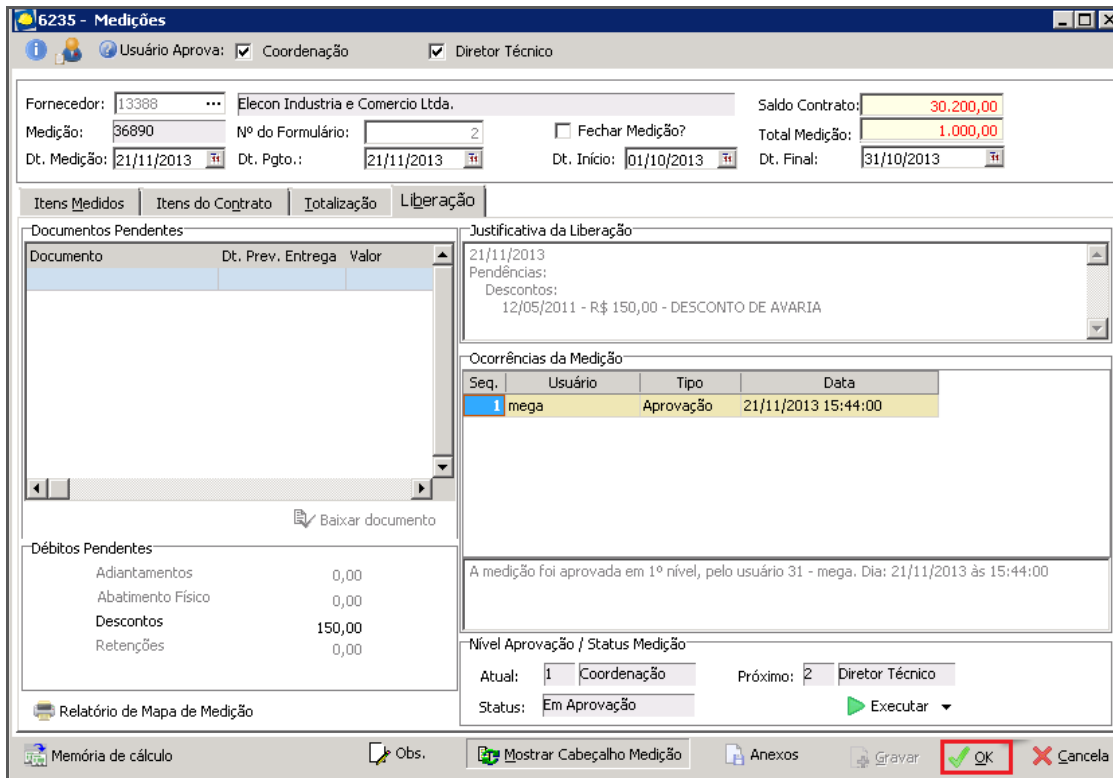 6235 - Medições
Usuário Aprova: Coordenação Diretor Técnico
Fornecedor: 13388 ... Elecon Industria e Comercio Ltda. Saldo Contrato: 30.200,00
Medição: 36890 Nº do Formulário: 2 Fechar Medição? Total Medição: 1.000,00
Dt. Medição: 21/11/2013 Dt. Pgto.: 21/11/2013 Dt. Início: 01/10/2013 Dt. Final: 31/10/2013
Itens Medidos Itens do Contrato Totalização Liberação
Documentos Pendentes
Documento Dt. Prev. Entrega Valor
Baixar documento
Débitos Pendentes
Adiantamentos 0,00
Abatimento Físico 0,00
Descontos 150,00
Retenções 0,00
Relatório de Mapa de Medição
Justificativa da Liberação
21/11/2013
Pendências:
Descontos:
12/05/2011 - R$ 150,00 - DESCONTO DE AVARIA
Ocorrências da Medição
Seq. Usuário Tipo Data
1 mega Aprovação 21/11/2013 15:44:00
A medição foi aprovada em 1º nível, pelo usuário 31 - mega. Dia: 21/11/2013 às 15:44:00
Nível Aprovação / Status Medição
Atual: 1 Coordenação Próximo: 2 Diretor Técnico
Status: Em Aprovação Executar
Memória de cálculo Obs. Mostrar Cabeçalho Medição Anexos Gravar OK Cancela